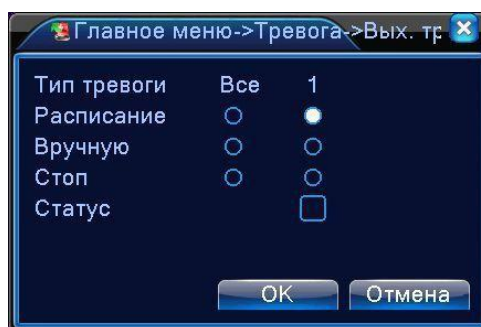 Главное меню->Тревога->Вых. тр
Тип тревоги Все 1
Расписание
Вручную
Стоп
Статус
OK Отмена